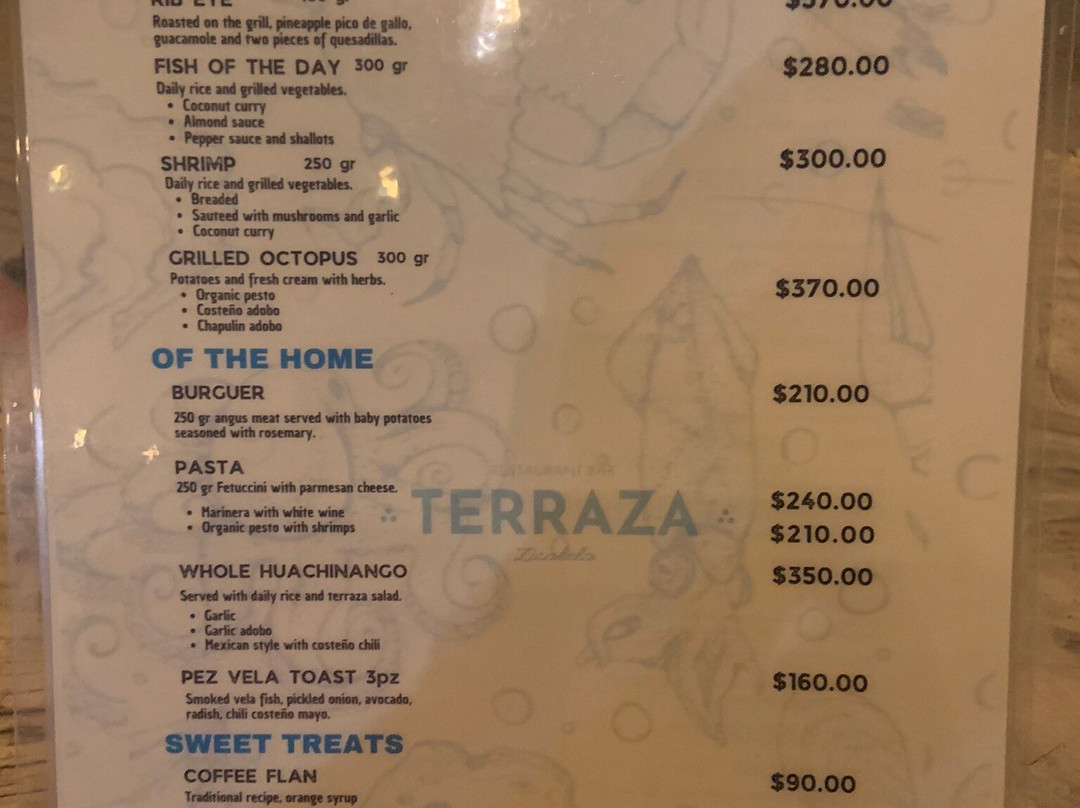 RIB EYE
Roasted on the grill, pineapple pico de gallo,
guacamole and two pieces of quesadillas.
FISH OF THE DAY 300 gr $280.00
Daily rice and grilled vegetables.
• Coconut curry
• Almond sauce
• Pepper sauce and shallots
SHRIMP 250 gr $300.00
Daily rice and grilled vegetables.
• Breaded
• Sauteed with mushrooms and garlic
• Coconut curry
GRILLED OCTOPUS 300 gr
Potatoes and fresh cream with herbs. $370.00
• Organic pesto
• Costeño adobo
• Chapulin adobo
OF THE HOME
BURGUER $210.00
250 gr angus meat served with baby potatoes
seasoned with rosemary.
PASTA
250 gr Fetuccini with parmesan cheese.
• Marinera with white wine $240.00
• Organic pesto with shrimps $210.00
RESTAURANT BAR
TERRAZA
WHOLE HUACHINANGO $350.00
Served with daily rice and terraza salad.
• Garlic
• Garlic adobo
• Mexican style with costeño chili
PEZ VELA TOAST 3pz $160.00
Smoked vela fish, pickled onion, avocado,
radish, chili costeño mayo.
SWEET TREATS
COFFEE FLAN $90.00
Traditional recipe, orange syrup